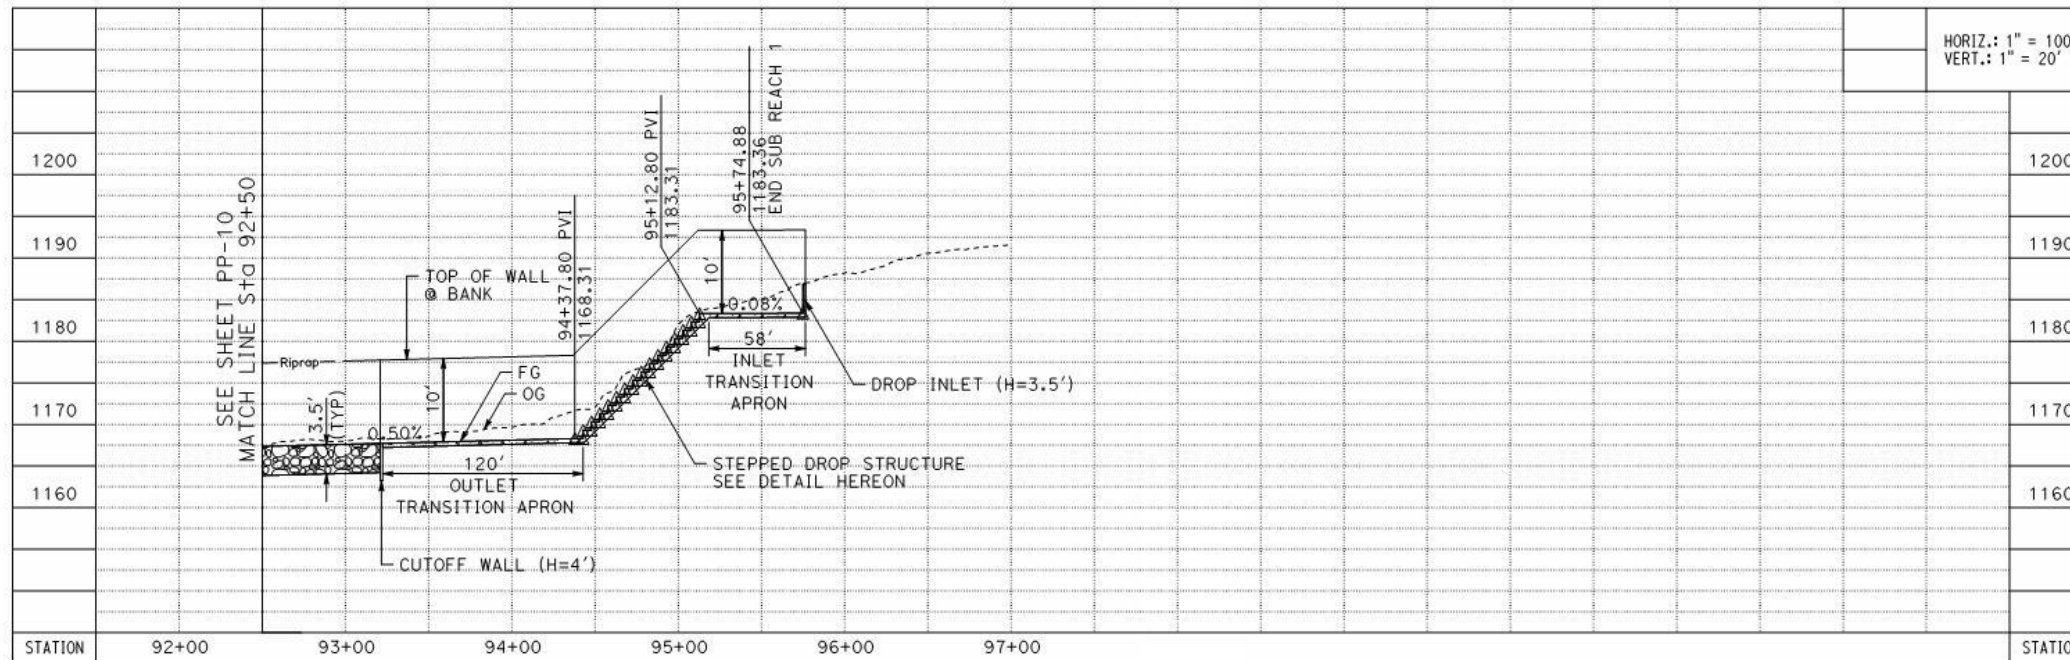 HORIZ.: 1" = 100
VERT.: 1" = 20'
1200
1190
1180
1170
1160
SEE SHEET PP-10
MATCH LINE Sta 92+50
Riprap
TOP OF WALL
@ BANK
3.5'
(TYP)
0.50%
10'
FG
OG
120'
OUTLET
TRANSITION APRON
CUTOFF WALL (H=4')
94+37.80 PVI
1168.31
95+12.80 PVI
1183.31
95+74.88
1183.36
END SUB REACH 1
10'
0.08%
58'
INLET
TRANSITION
APRON
DROP INLET (H=3.5')
STEPPED DROP STRUCTURE
SEE DETAIL HEREON
1200
1190
1180
1170
1160
STATION 92+00 93+00 94+00 95+00 96+00 97+00 STATIO